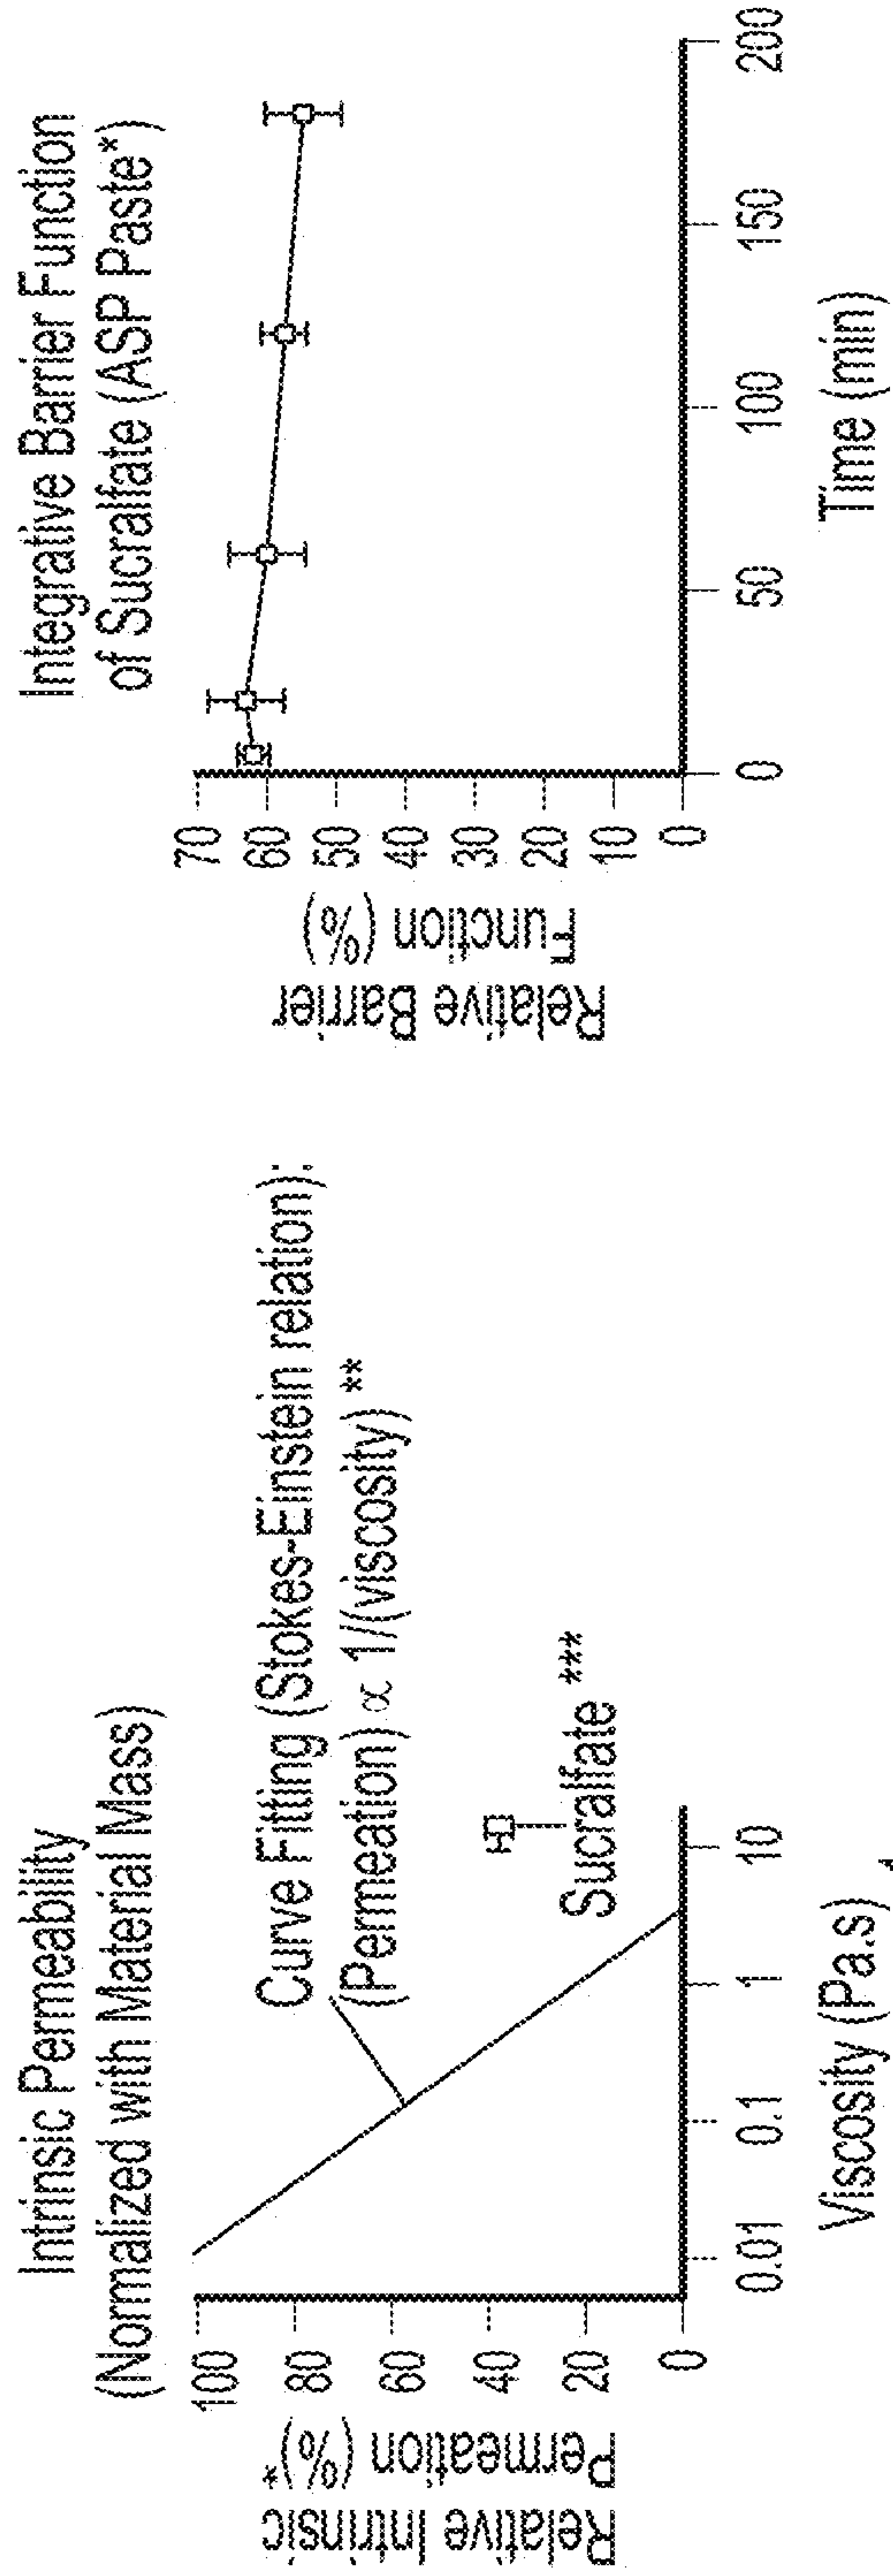 Intrinsic Permeability
(Normalized with Material Mass)
Relative Intrinsic
Permeation (%)*
100
80
60
40
20
0
Curve Fitting (Stokes-Einstein relation):
(Permeation) ∝ 1/(viscosity) **
Sucralfate ***
0.01
0.1
1
10
Viscosity (Pa.s)
Integrative Barrier Function
of Sucralfate (ASP Paste*)
Relative Barrier
Function (%)
70
60
50
40
30
20
10
0
0
50
100
150
200
Time (min)